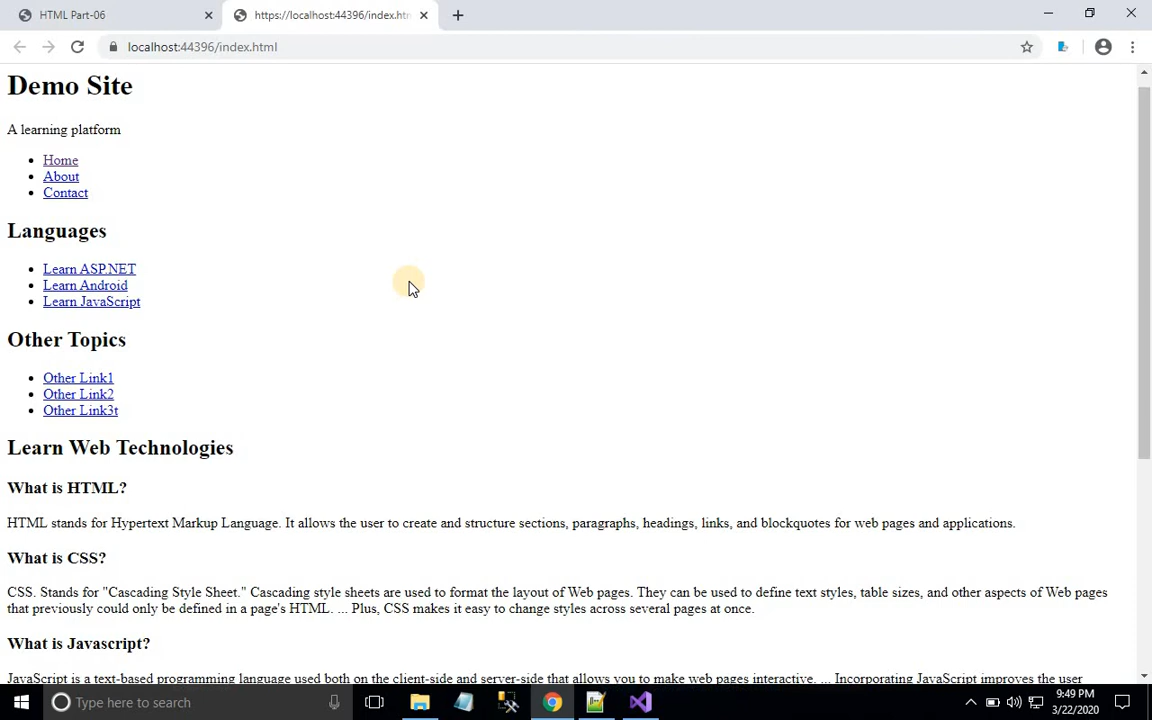 HTML Part-06
https://localhost:44396/index.htm
localhost:44396/index.html
Demo Site
A learning platform
Home
About
Contact
Languages
Learn ASP.NET
Learn Android
Learn JavaScript
Other Topics
Other Link1
Other Link2
Other Link3t
Learn Web Technologies
What is HTML?
HTML stands for Hypertext Markup Language. It allows the user to create and structure sections, paragraphs, headings, links, and blockquotes for web pages and applications.
What is CSS?
CSS. Stands for "Cascading Style Sheet." Cascading style sheets are used to format the layout of Web pages. They can be used to define text styles, table sizes, and other aspects of Web pages
that previously could only be defined in a page's HTML. ... Plus, CSS makes it easy to change styles across several pages at once.
What is Javascript?
JavaScript is a text-based programming language used both on the client-side and server-side that allows you to make web pages interactive. ... Incorporating JavaScript improves the user
Type here to search
9:49 PM
3/22/2020